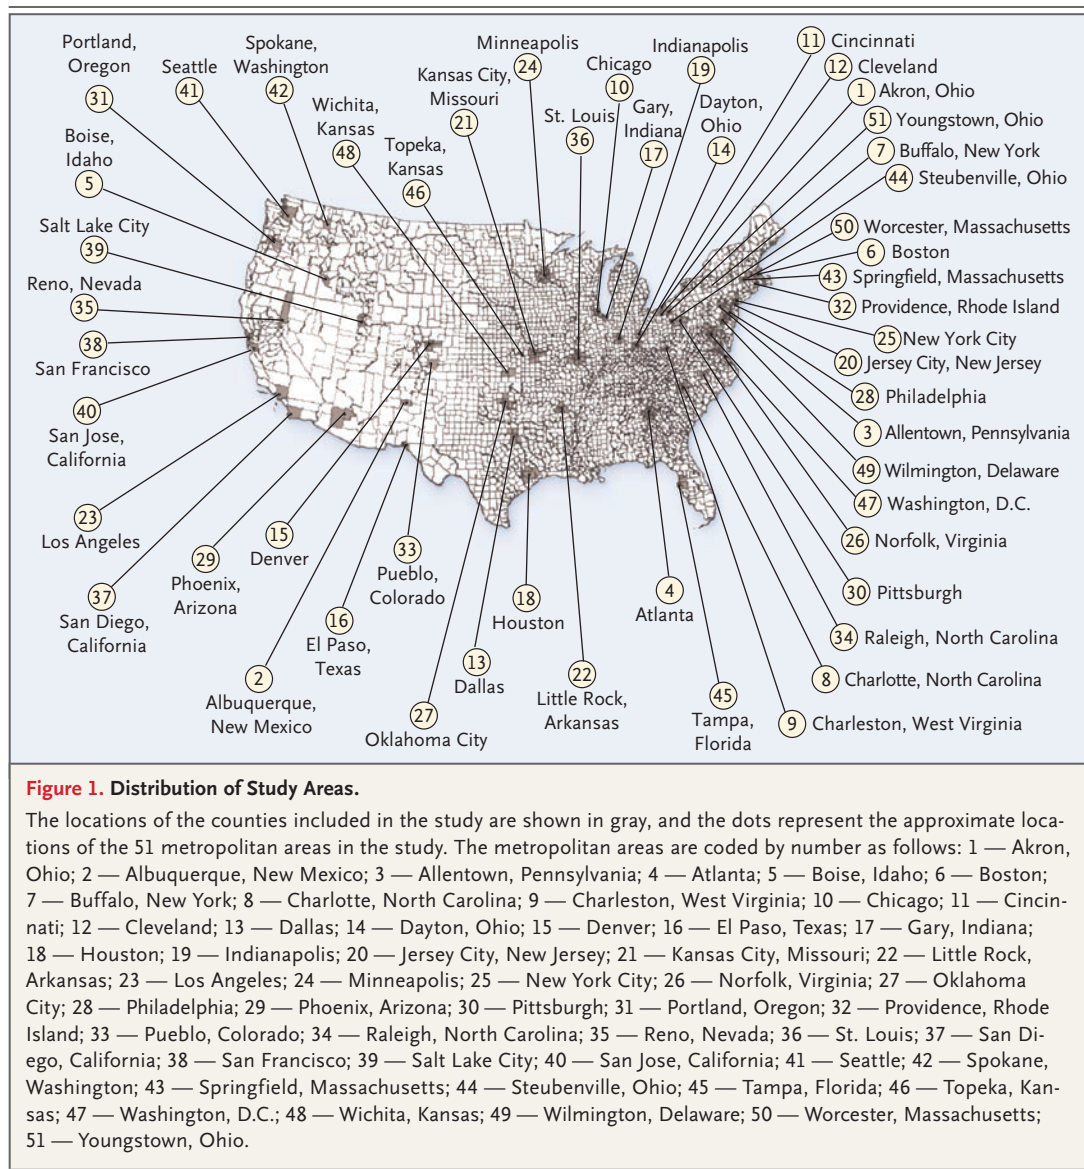 Portland,
Oregon
31
Seattle
41
Spokane,
Washington
42
Minneapolis
24
Indianapolis
19
11 Cincinnati
12 Cleveland
1 Akron, Ohio
51 Youngstown, Ohio
7 Buffalo, New York
44 Steubenville, Ohio
Boise,
Idaho
5
Wichita,
Kansas
48
Kansas City,
Missouri
21
Topeka,
Kansas
46
St. Louis
36
Chicago
10
Gary,
Indiana
17
Dayton,
Ohio
14
Salt Lake City
39
Reno, Nevada
35
38
San Francisco
40
San Jose,
California
50 Worcester, Massachusetts
6 Boston
43 Springfield, Massachusetts
32 Providence, Rhode Island
25 New York City
20 Jersey City, New Jersey
28 Philadelphia
3 Allentown, Pennsylvania
49 Wilmington, Delaware
47 Washington, D.C.
26 Norfolk, Virginia
30 Pittsburgh
34 Raleigh, North Carolina
8 Charlotte, North Carolina
9 Charleston, West Virginia
23
Los Angeles
37
San Diego,
California
29
Phoenix,
Arizona
15
Denver
2
Albuquerque,
New Mexico
16
El Paso,
Texas
33
Pueblo,
Colorado
27
Oklahoma City
13
Dallas
18
Houston
22
Little Rock,
Arkansas
4
Atlanta
45
Tampa,
Florida
Figure 1. Distribution of Study Areas.
The locations of the counties included in the study are shown in gray, and the dots represent the approximate loca-
tions of the 51 metropolitan areas in the study. The metropolitan areas are coded by number as follows: 1 — Akron,
Ohio; 2 — Albuquerque, New Mexico; 3 — Allentown, Pennsylvania; 4 — Atlanta; 5 — Boise, Idaho; 6 — Boston;
7 — Buffalo, New York; 8 — Charlotte, North Carolina; 9 — Charleston, West Virginia; 10 — Chicago; 11 — Cincin-
nati; 12 — Cleveland; 13 — Dallas; 14 — Dayton, Ohio; 15 — Denver; 16 — El Paso, Texas; 17 — Gary, Indiana;
18 — Houston; 19 — Indianapolis; 20 — Jersey City, New Jersey; 21 — Kansas City, Missouri; 22 — Little Rock,
Arkansas; 23 — Los Angeles; 24 — Minneapolis; 25 — New York City; 26 — Norfolk, Virginia; 27 — Oklahoma
City; 28 — Philadelphia; 29 — Phoenix, Arizona; 30 — Pittsburgh; 31 — Portland, Oregon; 32 — Providence, Rhode
Island; 33 — Pueblo, Colorado; 34 — Raleigh, North Carolina; 35 — Reno, Nevada; 36 — St. Louis; 37 — San Di-
ego, California; 38 — San Francisco; 39 — Salt Lake City; 40 — San Jose, California; 41 — Seattle; 42 — Spokane,
Washington; 43 — Springfield, Massachusetts; 44 — Steubenville, Ohio; 45 — Tampa, Florida; 46 — Topeka, Kan-
sas; 47 — Washington, D.C.; 48 — Wichita, Kansas; 49 — Wilmington, Delaware; 50 — Worcester, Massachusetts;
51 — Youngstown, Ohio.